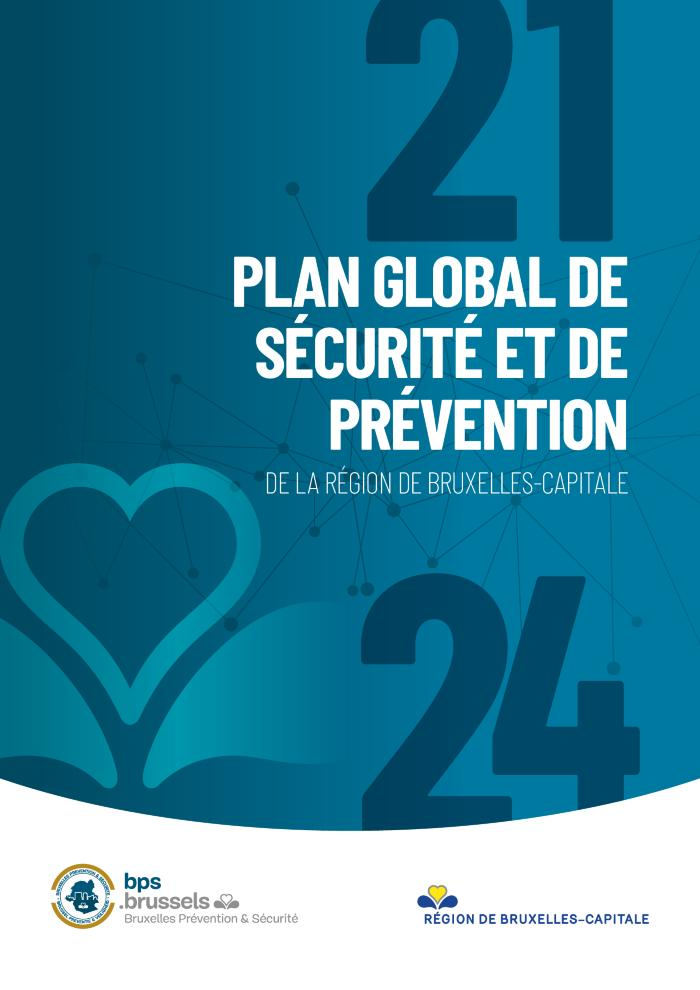 21
PLAN GLOBAL DE
SÉCURITÉ ET DE
PRÉVENTION
DE LA RÉGION DE BRUXELLES-CAPITALE
24
bps
.brussels
Bruxelles Prévention & Sécurité
RÉGION DE BRUXELLES-CAPITALE